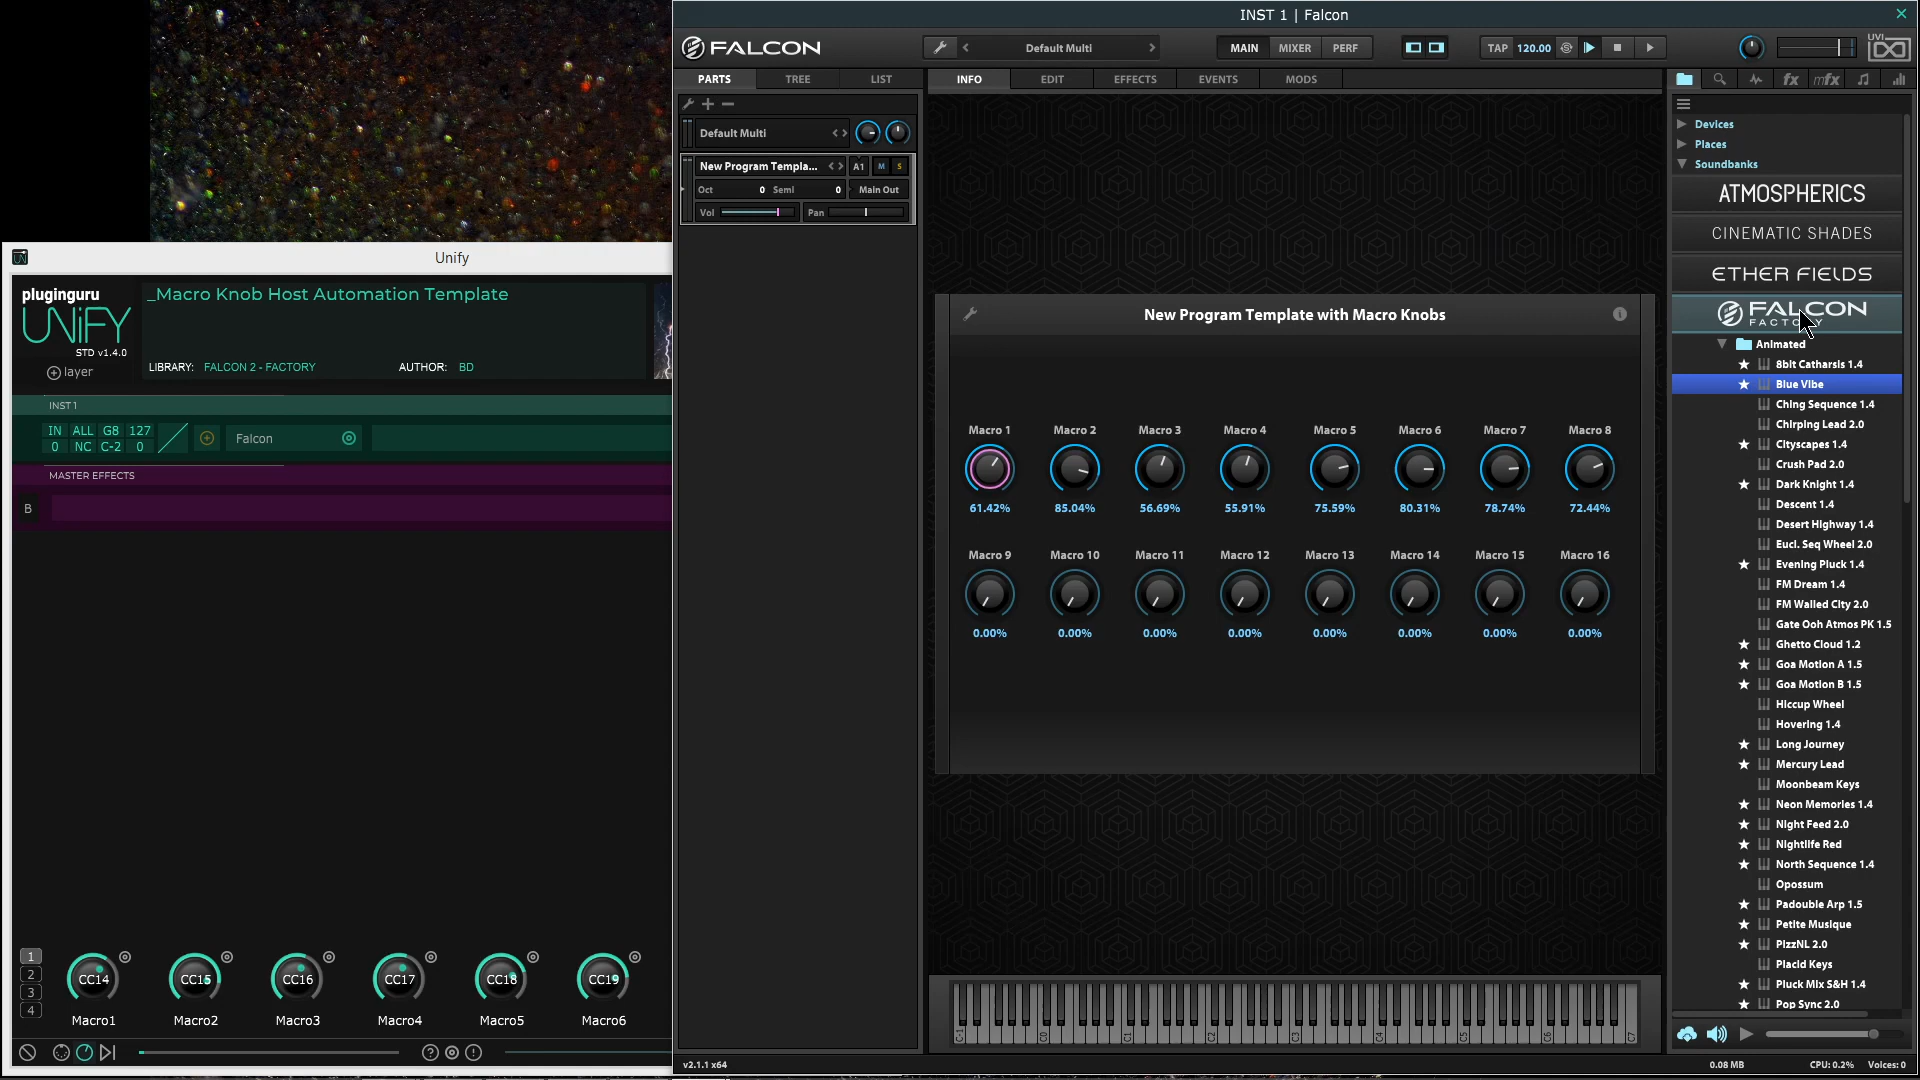 INST 1 | Falcon
FALCON
Default Multi
MAIN MIXER PERF
TAP 120.00
UVI
PARTS TREE LIST
INFO EDIT EFFECTS EVENTS MODS
fx mfx
Default Multi
New Program Templa... A1 M S
Oct 0 Semi 0 Main Out
Vol Pan
Devices
Places
Soundbanks
ATMOSPHERICS
CINEMATIC SHADES
ETHER FIELDS
FALCON
FACTORY
Animated
8bit Catharsis 1.4
Blue Vibe
Ching Sequence 1.4
Chirping Lead 2.0
Cityscapes 1.4
Crush Pad 2.0
Dark Knight 1.4
Descent 1.4
Desert Highway 1.4
Eucl. Seq Wheel 2.0
Evening Pluck 1.4
FM Dream 1.4
FM Walled City 2.0
Gate Ooh Atmos PK 1.5
Ghetto Cloud 1.2
Goa Motion A 1.5
Goa Motion B 1.5
Hiccup Wheel
Hovering 1.4
Long Journey
Mercury Lead
Moonbeam Keys
Neon Memories 1.4
Night Feed 2.0
Nightlife Red
North Sequence 1.4
Opossum
Padouble Arp 1.5
Petite Musique
PizzNL 2.0
Placid Keys
Pluck Mix S&H 1.4
Pop Sync 2.0
New Program Template with Macro Knobs
Macro 1 Macro 2 Macro 3 Macro 4 Macro 5 Macro 6 Macro 7 Macro 8
61.42% 85.04% 56.69% 55.91% 75.59% 80.31% 78.74% 72.44%
Macro 9 Macro 10 Macro 11 Macro 12 Macro 13 Macro 14 Macro 15 Macro 16
0.00% 0.00% 0.00% 0.00% 0.00% 0.00% 0.00% 0.00%
C-1 C0 C1 C2 C3 C4 C5 C6 C7
v2.1.1 x64
0.08 MB CPU: 0.2% Voices: 0
Unify
pluginguru
UNIFY
STD v1.4.0
layer
_Macro Knob Host Automation Template
LIBRARY: FALCON 2 - FACTORY AUTHOR: BD
INST 1
IN ALL G8 127
0 NC C-2 0
Falcon
MASTER EFFECTS
B
1
2
3
4
CC14 CC15 CC16 CC17 CC18 CC19
Macro1 Macro2 Macro3 Macro4 Macro5 Macro6